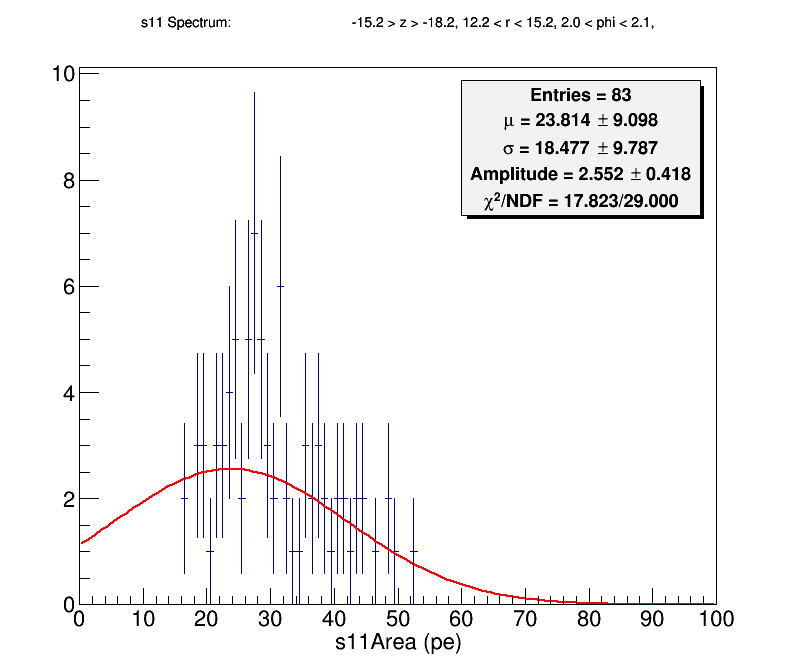 s11 Spectrum: -15.2 > z > -18.2, 12.2 < r < 15.2, 2.0 < phi < 2.1,
Entries = 83
μ = 23.814 ± 9.098
σ = 18.477 ± 9.787
Amplitude = 2.552 ± 0.418
χ²/NDF = 17.823/29.000
10
8
6
4
2
0
0 10 20 30 40 50 60 70 80 90 100
s11Area (pe)